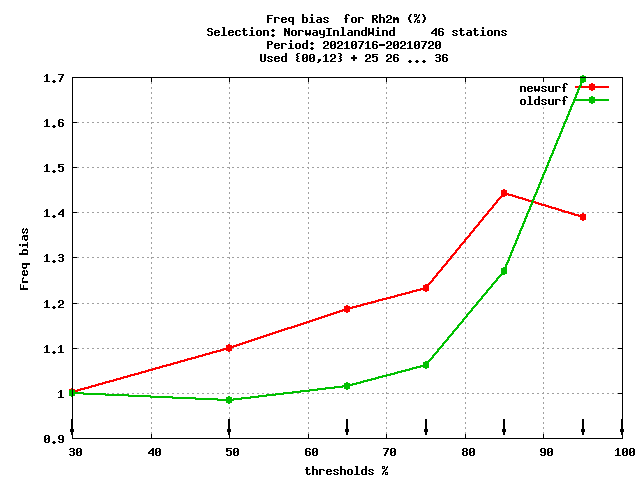 Freq bias  for Rh2m (%)
Selection: NorwayInlandWind     46 stations
Period: 20210716-20210720
Used {00,12} + 25 26 ... 36
newsurf
oldsurf
1.7
1.6
1.5
1.4
1.3
1.2
1.1
1
0.9
Freq bias
30 40 50 60 70 80 90 100
thresholds %